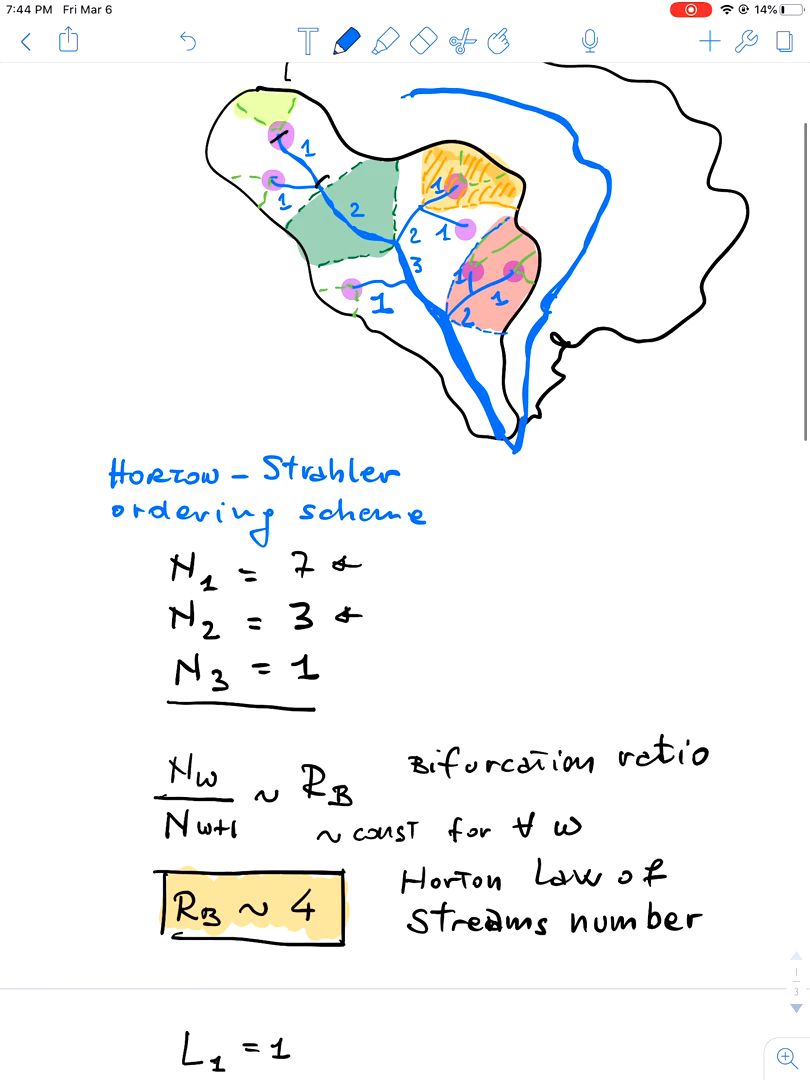 7:44 PM Fri Mar 6
14%
T
1
1
2
1
2
1
3
1
1
1
2
Horton - Strahler
ordering scheme
N1 = 7 ←
N2 = 3 ←
N3 = 1
Nω / Nω+1 ~ RB
Bifurcation ratio
~ const for ∀ ω
RB ~ 4
Horton Law of
Streams number
1
3
L1 = 1